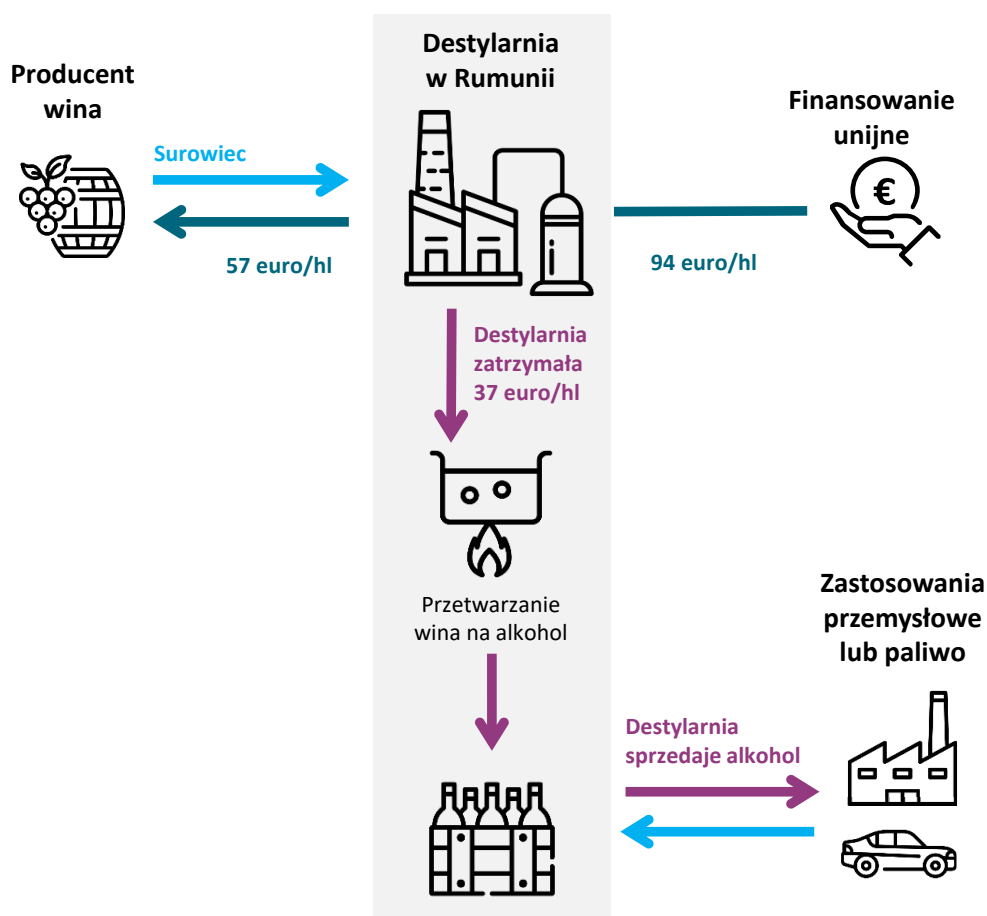 Destylarnia
w Rumunii
Producent
wina
Finansowanie
unijne
€
Surowiec
57 euro/hl
94 euro/hl
Destylarnia
zatrzymała
37 euro/hl
Przetwarzanie
wina na alkohol
Zastosowania
przemysłowe
lub paliwo
Destylarnia
sprzedaje alkohol